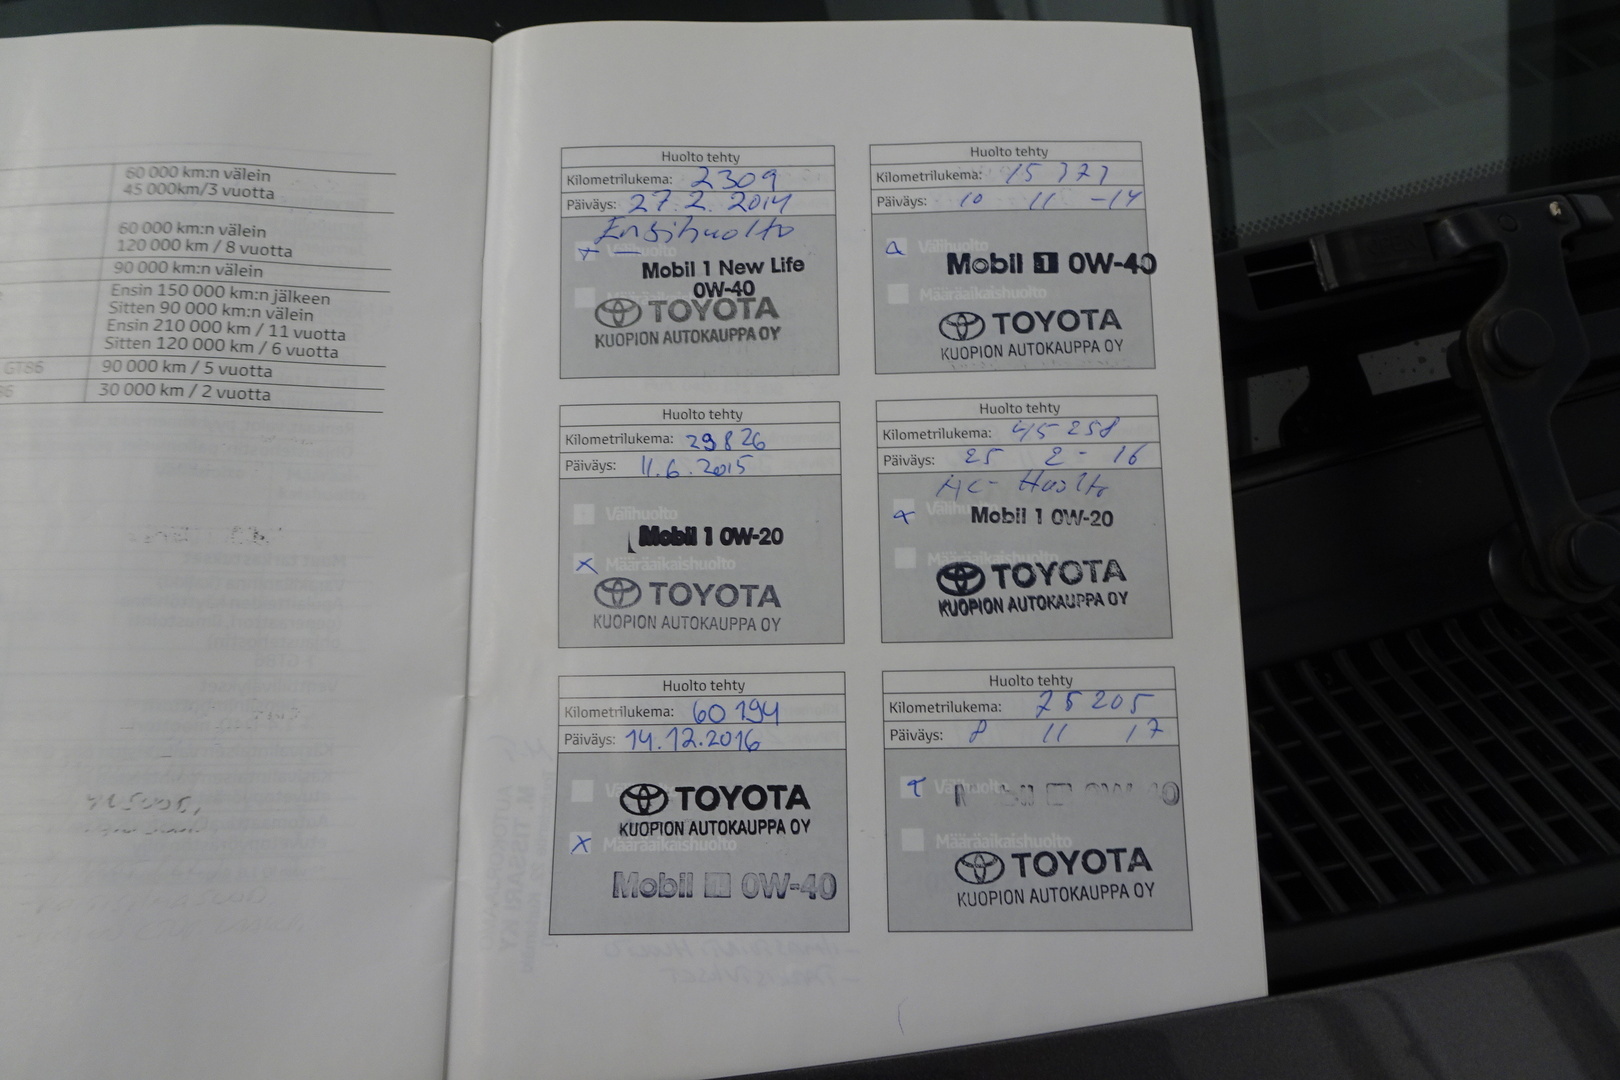 60 000 km:n välein
45 000km/3 vuotta
60 000 km:n välein
120 000 km / 8 vuotta
90 000 km:n välein
Ensin 150 000 km:n jälkeen
Sitten 90 000 km:n välein
Ensin 210 000 km / 11 vuotta
Sitten 120 000 km / 6 vuotta
GT86 90 000 km / 5 vuotta
30 000 km / 2 vuotta
Huolto tehty
Kilometrilukema: 2309
Päiväys: 27.2.2014
Ensihuolto
Välihuolto
Mobil 1 New Life
0W-40
TOYOTA
KUOPION AUTOKAUPPA OY
Huolto tehty
Kilometrilukema: 15 727
Päiväys: 10 11 -14
Välihuolto
Mobil 1 0W-40
Määräaikaishuolto
TOYOTA
KUOPION AUTOKAUPPA OY
Huolto tehty
Kilometrilukema: 29826
Päiväys: 11.6.2015
Välihuolto
Mobil 1 0W-20
x Määräaikaishuolto
TOYOTA
KUOPION AUTOKAUPPA OY
Huolto tehty
Kilometrilukema: 45 258
Päiväys: 25 2 - 16
AC- Huolto
Välihuolto
Mobil 1 0W-20
Määräaikaishuolto
TOYOTA
KUOPION AUTOKAUPPA OY
Huolto tehty
Kilometrilukema: 60 194
Päiväys: 14.12.2016
TOYOTA
KUOPION AUTOKAUPPA OY
x Määräaikaishuolto
Mobil 1 0W-40
Huolto tehty
Kilometrilukema: 75 205
Päiväys: 8 11 17
Välihuolto
Mobil 1 0W-40
Määräaikaishuolto
TOYOTA
KUOPION AUTOKAUPPA OY